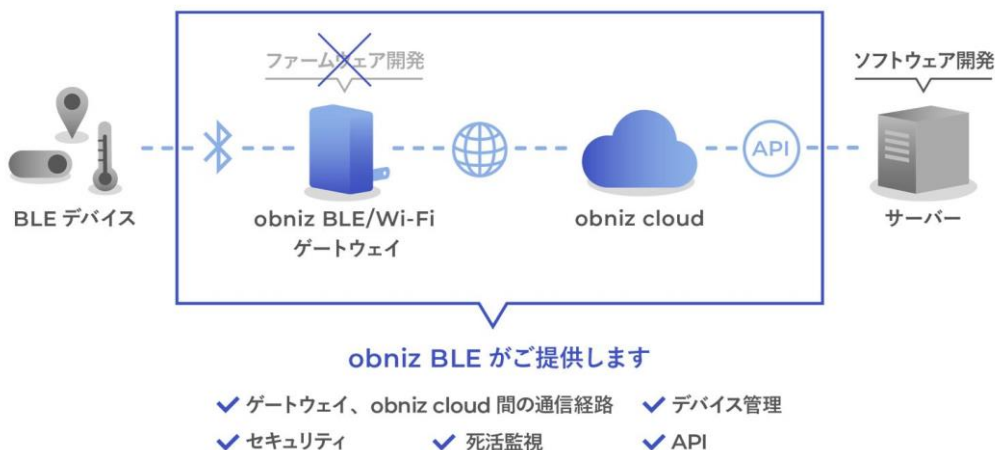 ファームウェア開発
ソフトウェア開発
API
BLE デバイス
obniz BLE/Wi-Fi
ゲートウェイ
obniz cloud
サーバー
obniz BLE がご提供します
ゲートウェイ、obniz cloud 間の通信経路
デバイス管理
セキュリティ
死活監視
API